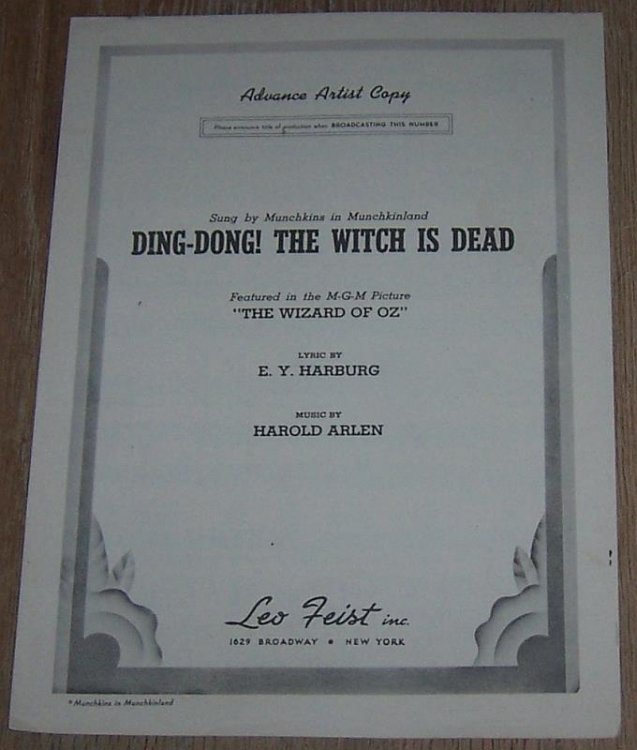 Advance Artist Copy
Please announce title of production when BROADCASTING THIS NUMBER
Sung by Munchkins in Munchkinland
DING-DONG! THE WITCH IS DEAD
Featured in the M-G-M Picture
"THE WIZARD OF OZ"
LYRIC BY
E. Y. HARBURG
MUSIC BY
HAROLD ARLEN
Leo Feist inc.
1629 BROADWAY • NEW YORK
* Munchkins in Munchkinland